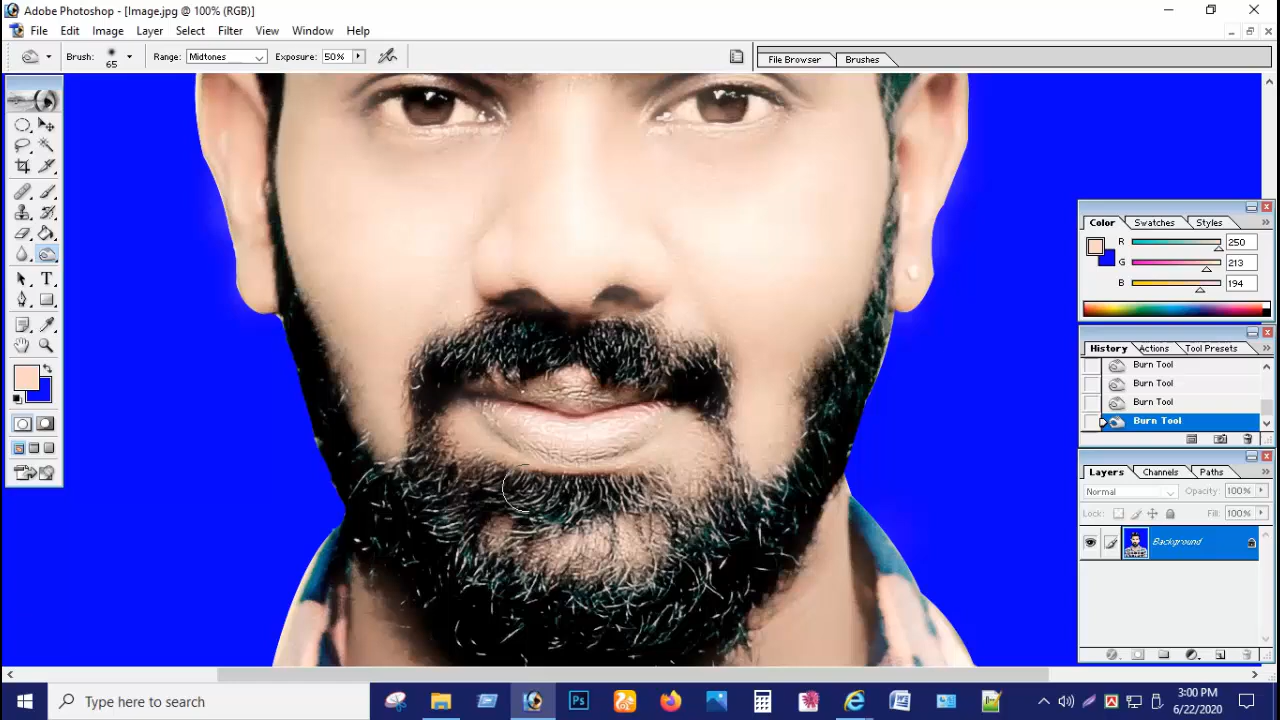 Adobe Photoshop - [Image.jpg @ 100% (RGB)]
File Edit Image Layer Select Filter View Window Help
Brush: 65 Range: Midtones Exposure: 50% File Browser Brushes
Color Swatches Styles
R 250
G 213
B 194
History Actions Tool Presets
Burn Tool
Burn Tool
Burn Tool
Burn Tool
Layers Channels Paths
Normal Opacity: 100%
Lock: Fill: 100%
Background
Type here to search
3:00 PM
6/22/2020